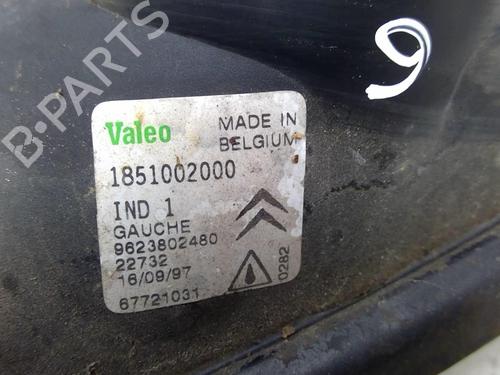 B-PARTS
9
Valeo
MADE IN
BELGIUM
1851002000
IND 1
GAUCHE
9623802480
22732
16/09/97
67721031
0282